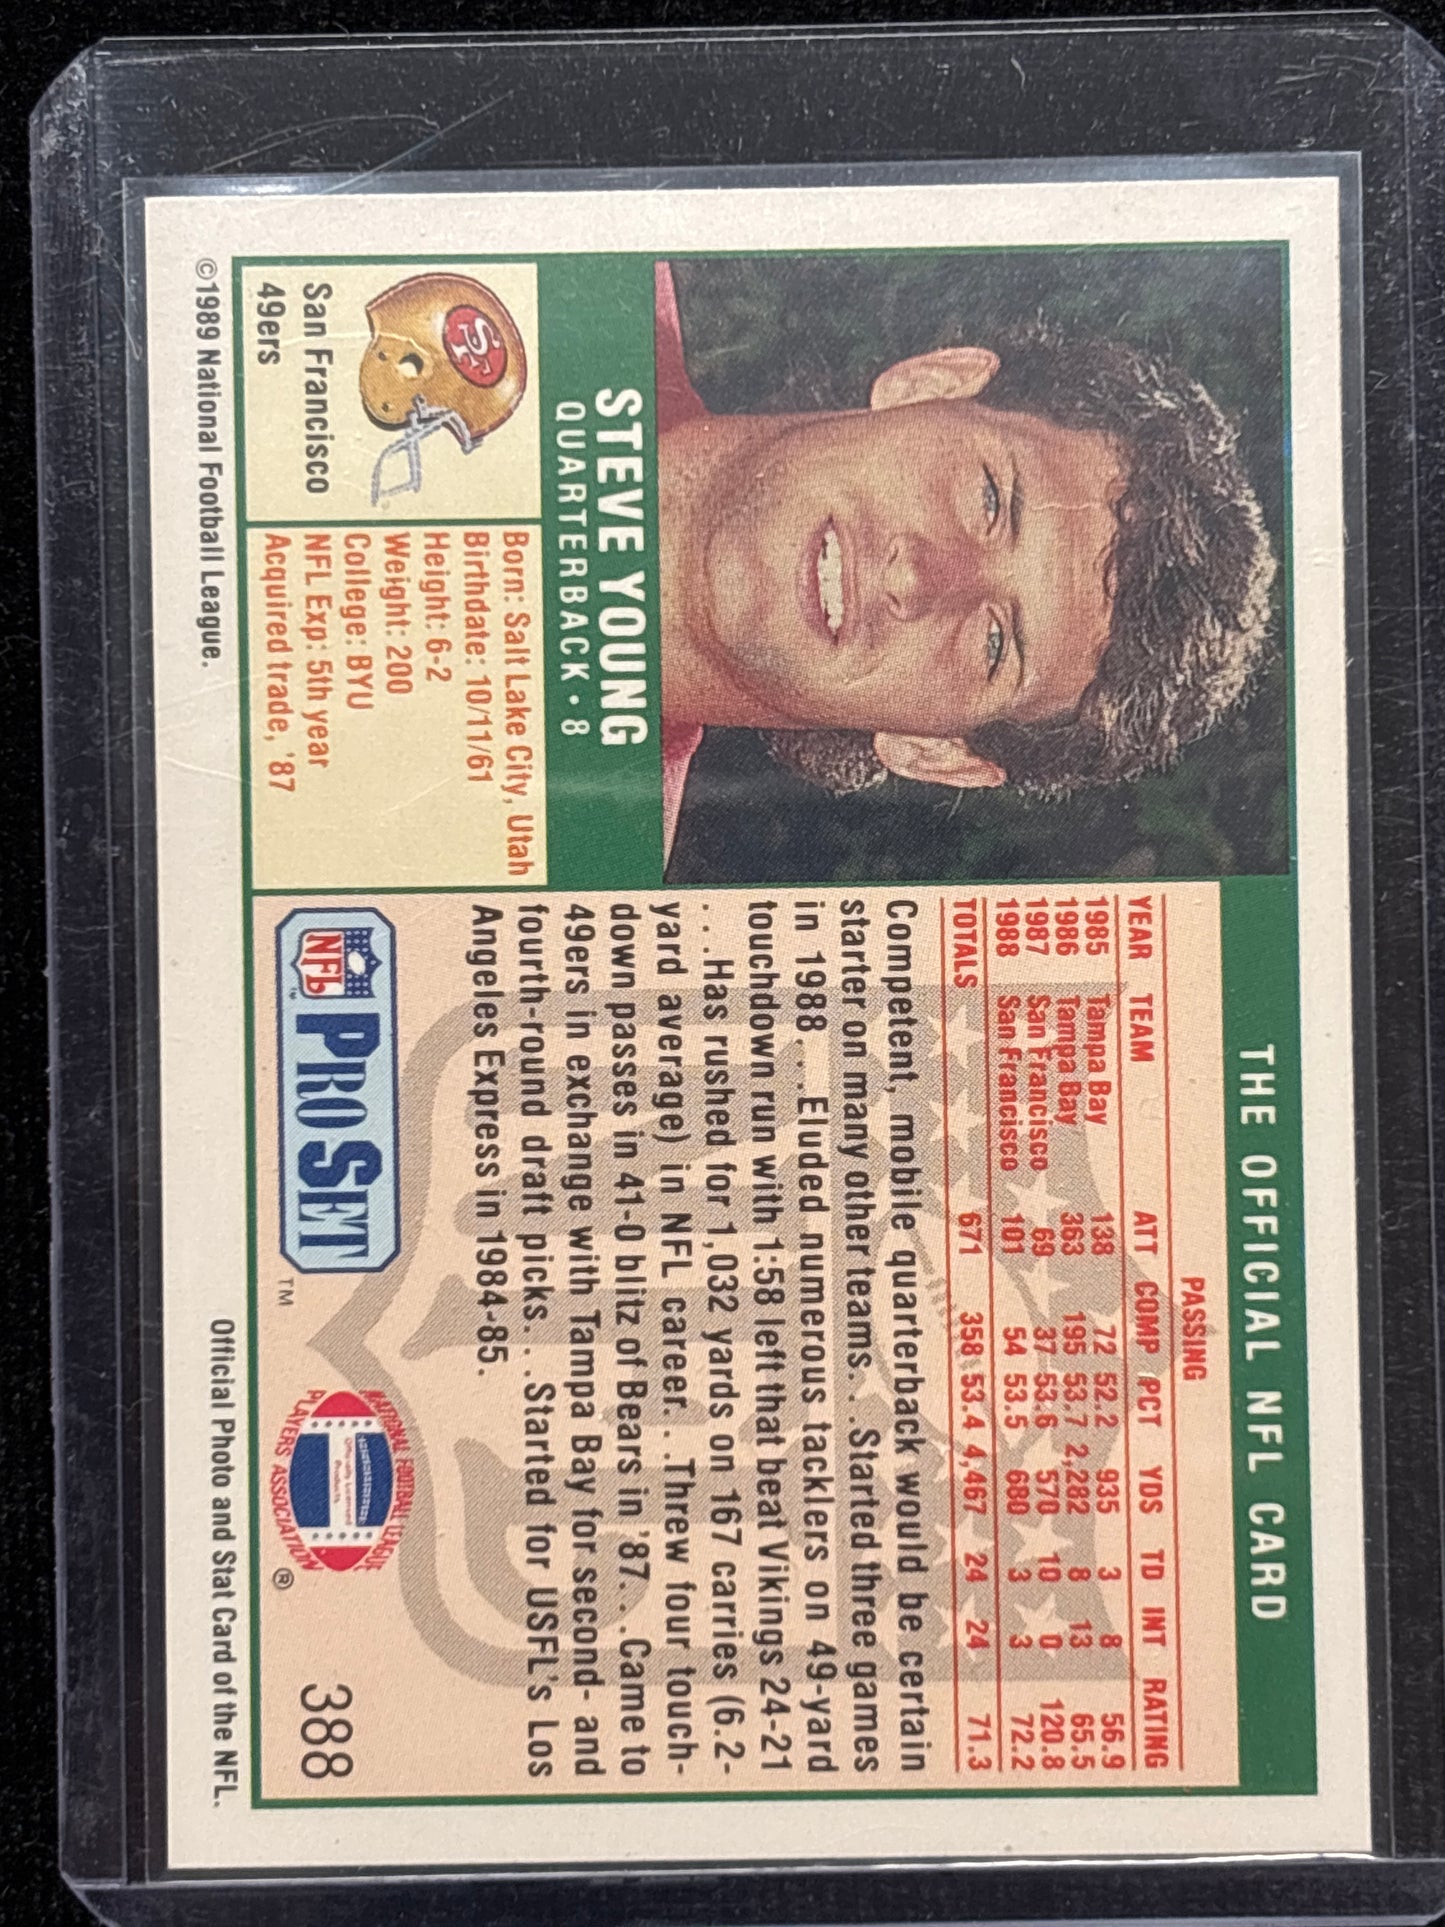 THE OFFICIAL NFL CARD
STEVE YOUNG
QUARTERBACK • 8
SF
San Francisco
49ers
Born: Salt Lake City, Utah
Birthdate: 10/11/61
Height: 6-2
Weight: 200
College: BYU
NFL Exp: 5th year
Acquired trade, '87
PASSING
YEAR TEAM ATT COMP PCT YDS TD INT RATING
1985 Tampa Bay 138 72 52.2 935 3 8 56.9
1986 Tampa Bay 363 195 53.7 2,282 8 13 65.5
1987 San Francisco 69 37 53.6 570 10 0 120.8
1988 San Francisco 101 54 53.5 680 3 3 72.2
TOTALS 671 358 53.4 4,467 24 24 71.3
Competent, mobile quarterback would be certain
starter on many other teams. . .Started three games
in 1988. . .Eluded numerous tacklers on 49-yard
touchdown run with 1:58 left that beat Vikings 24-21
. . .Has rushed for 1,032 yards on 167 carries (6.2-
yard average) in NFL career. . .Threw four touch-
down passes in 41-0 blitz of Bears in '87. . .Came to
49ers in exchange with Tampa Bay for second- and
fourth-round draft picks. . .Started for USFL's Los
Angeles Express in 1984-85.
NFL PRO SET TM
NATIONAL FOOTBALL LEAGUE
PLAYERS ASSOCIATION ®
388
©1989 National Football League.
Official Photo and Stat Card of the NFL.